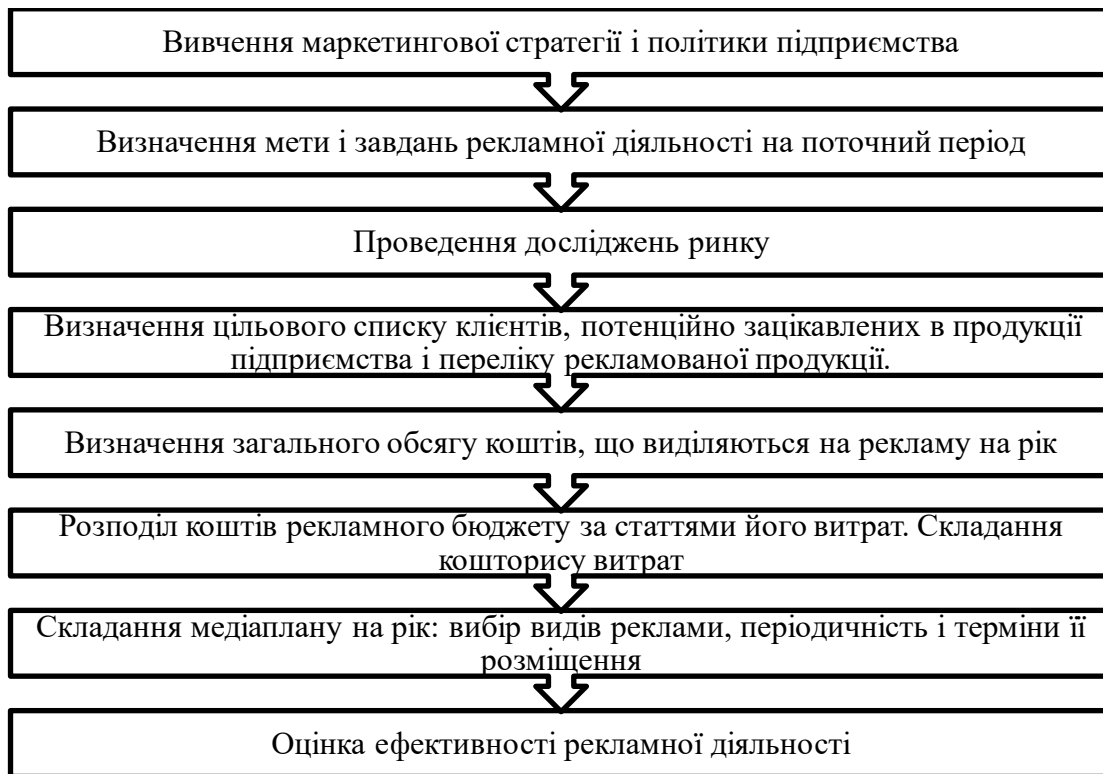 Вивчення маркетингової стратегії і політики підприємства
Визначення мети і завдань рекламної діяльності на поточний період
Проведення досліджень ринку
Визначення цільового списку клієнтів, потенційно зацікавлених в продукції
підприємства і переліку рекламованої продукції.
Визначення загального обсягу коштів, що виділяються на рекламу на рік
Розподіл коштів рекламного бюджету за статтями його витрат. Складання
кошторису витрат
Складання медіаплану на рік: вибір видів реклами, періодичність і терміни її
розміщення
Оцінка ефективності рекламної діяльності